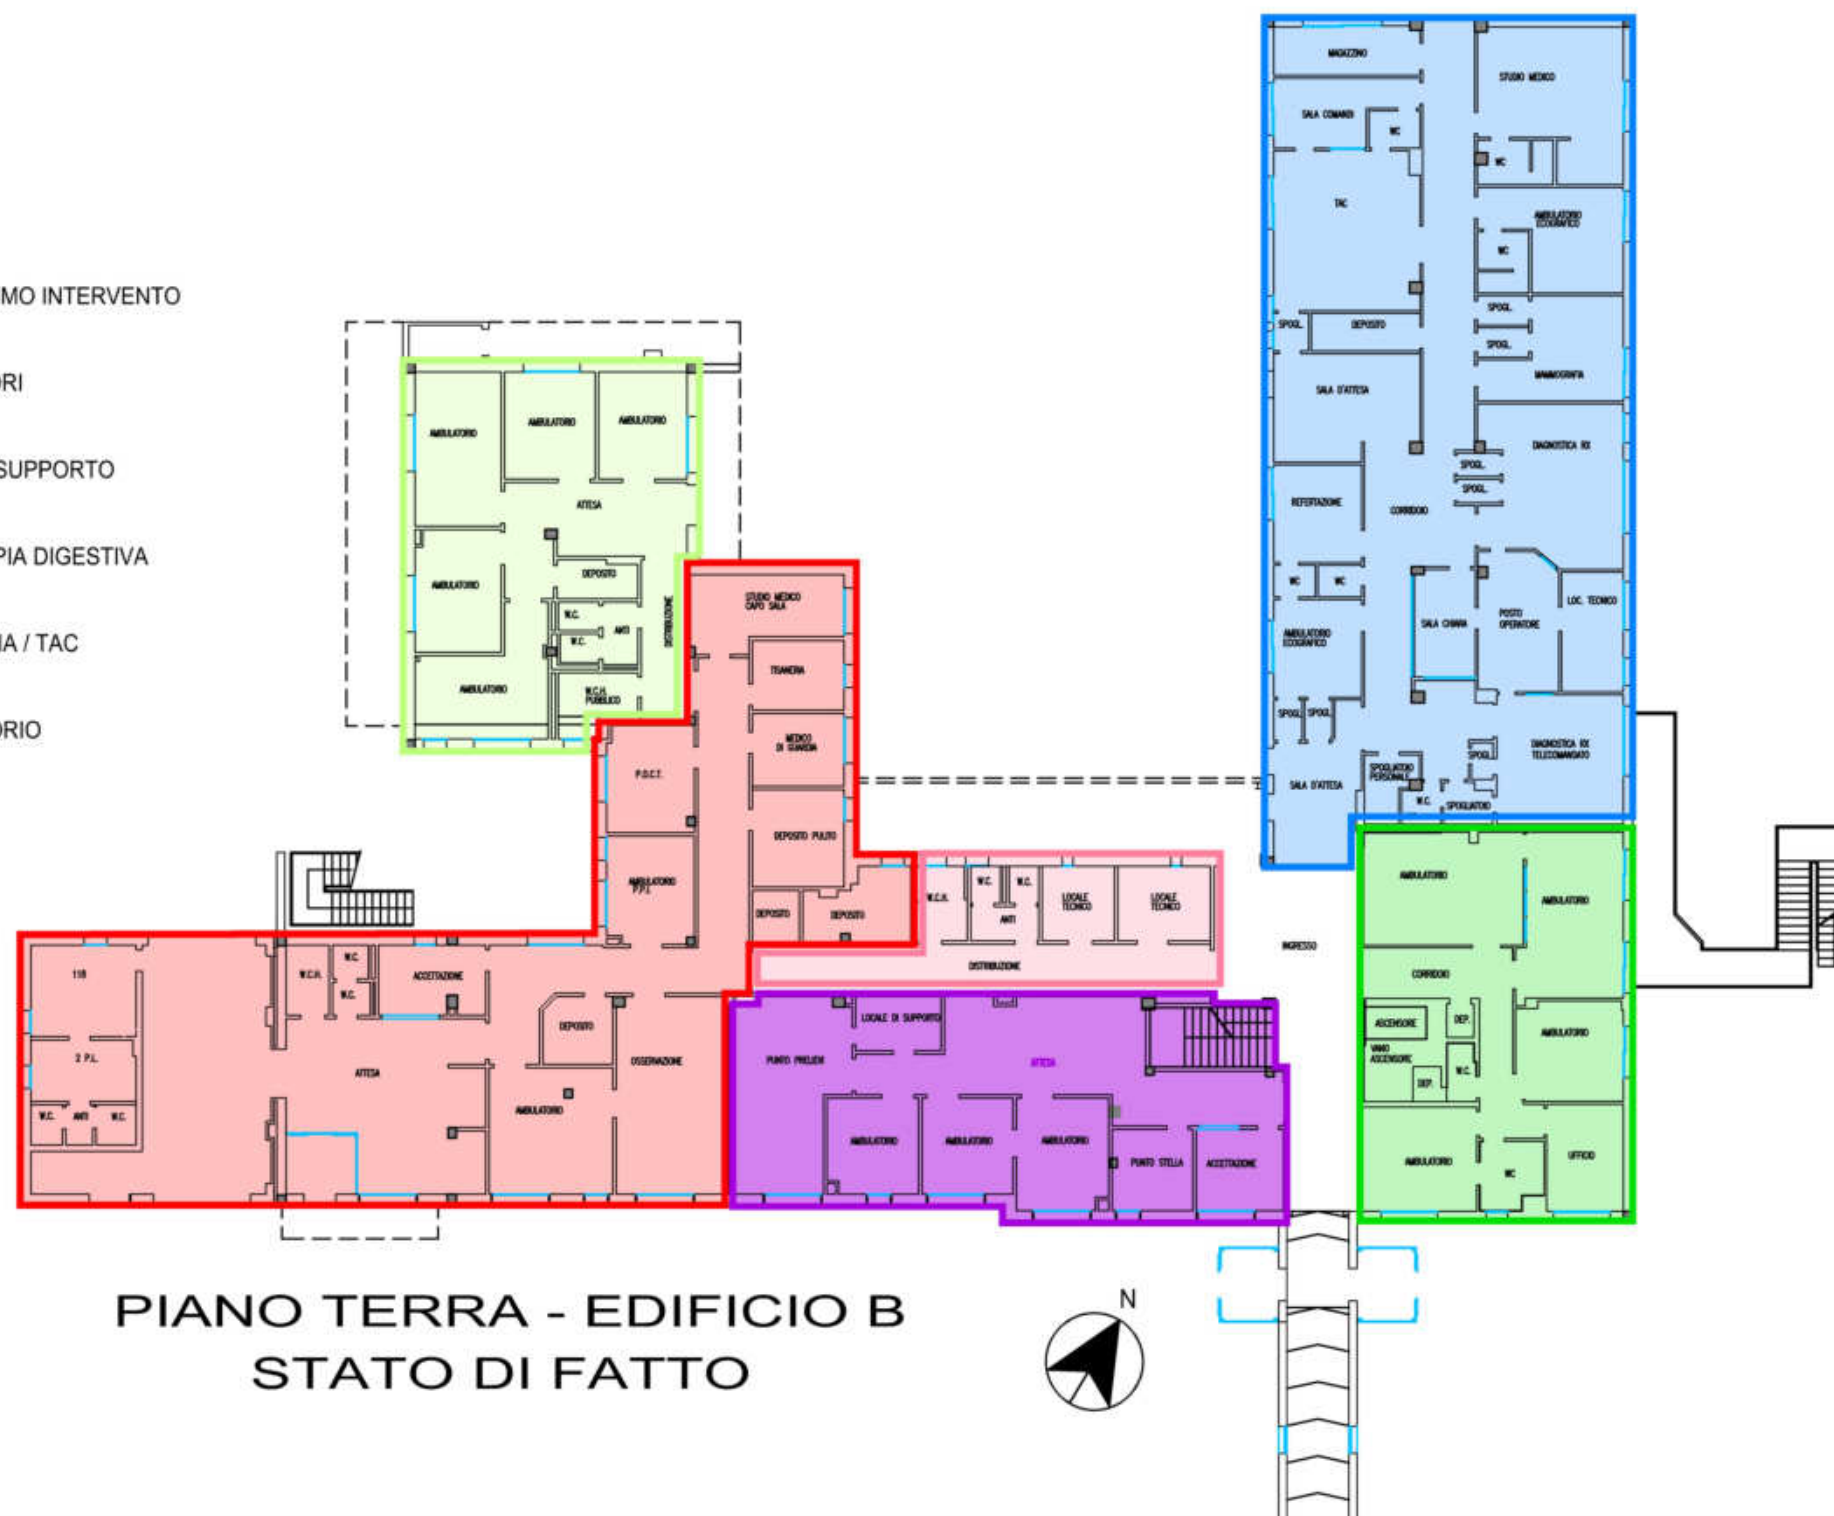 MAGAZZINO
STUDIO MEDICO
SALA COMANDI
WC
WC
TAC
AMBULATORIO
ECOGRAFICO
WC
MO INTERVENTO
SPOGL.
SPOGL.
DEPOSITO
SPOGL.
ORI
MAMMOGRAFIA
SALA D'ATTESA
AMBULATORIO
AMBULATORIO
AMBULATORIO
DIAGNOSTICA RX
SUPPORTO
SPOGL.
SPOGL.
REFERTAZIONE
ATTESA
CORRIDOIO
PIA DIGESTIVA
DEPOSITO
AMBULATORIO
WC
WC
STUDIO MEDICO
CAPO SALA
LOC. TECNICO
W.C.
ANTI
DISTRIBUZIONE
SALA CHIARA
POSTO
OPERATORE
IA / TAC
W.C.
AMBULATORIO
ECOGRAFICO
TISANERIA
AMBULATORIO
W.C.H.
PUBBLICO
SPOGL.
SPOGL.
ORIO
MEDICO
DI GUARDIA
DIAGNOSTICA RX
TELECOMANDATO
SPOGL.
P.O.C.T.
SPOGLIATOIO
PERSONALE
SALA D'ATTESA
W.C.
SPOGLIATOIO
DEPOSITO PULITO
AMBULATORIO
P.P.I.
AMBULATORIO
W.C.
W.C.
W.C.H.
LOCALE
TECNICO
LOCALE
TECNICO
AMBULATORIO
DEPOSITO
DEPOSITO
ANTI
INGRESSO
118
W.C.H.
W.C.
W.C.
ACCETTAZIONE
DISTRIBUZIONE
CORRIDOIO
DEPOSITO
LOCALE DI SUPPORTO
ASCENSORE
DEP.
AMBULATORIO
2 P.L.
ATTESA
OSSERVAZIONE
PUNTO PRELIEVI
ATTESA
VANO
ASCENSORE
W.C.
DEP.
W.C.
ANTI
W.C.
AMBULATORIO
AMBULATORIO
AMBULATORIO
AMBULATORIO
PUNTO STELLA
ACCETTAZIONE
AMBULATORIO
WC
UFFICIO
PIANO TERRA - EDIFICIO B
STATO DI FATTO
N